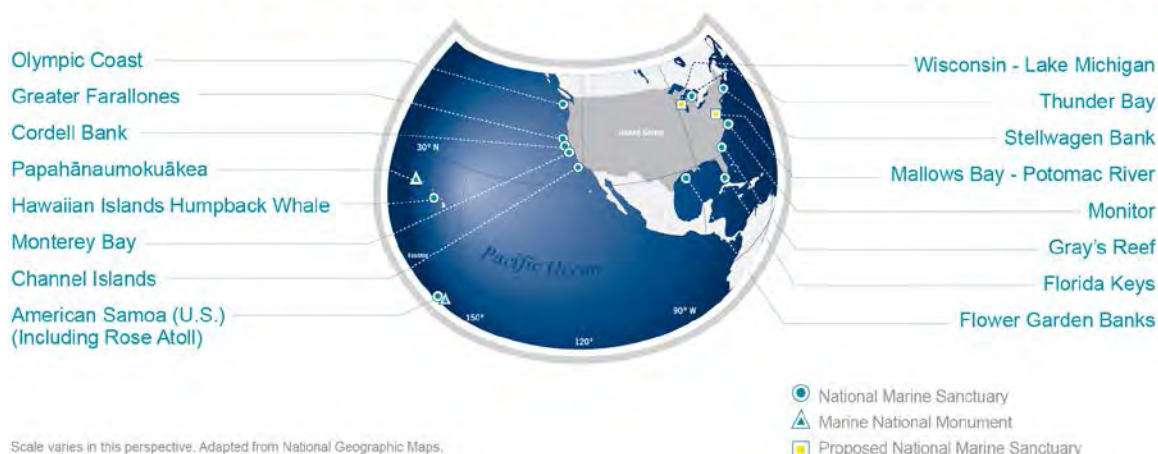 Olympic Coast
Greater Farallones
Cordell Bank
Papahānaumokuākea
Hawaiian Islands Humpback Whale
Monterey Bay
Channel Islands
American Samoa (U.S.)
(Including Rose Atoll)
30° N
Pacific Ocean
150°
120°
90° W
Wisconsin - Lake Michigan
Thunder Bay
Stellwagen Bank
Mallows Bay - Potomac River
Monitor
Gray's Reef
Florida Keys
Flower Garden Banks
National Marine Sanctuary
Marine National Monument
Proposed National Marine Sanctuary
Scale varies in this perspective. Adapted from National Geographic Maps.